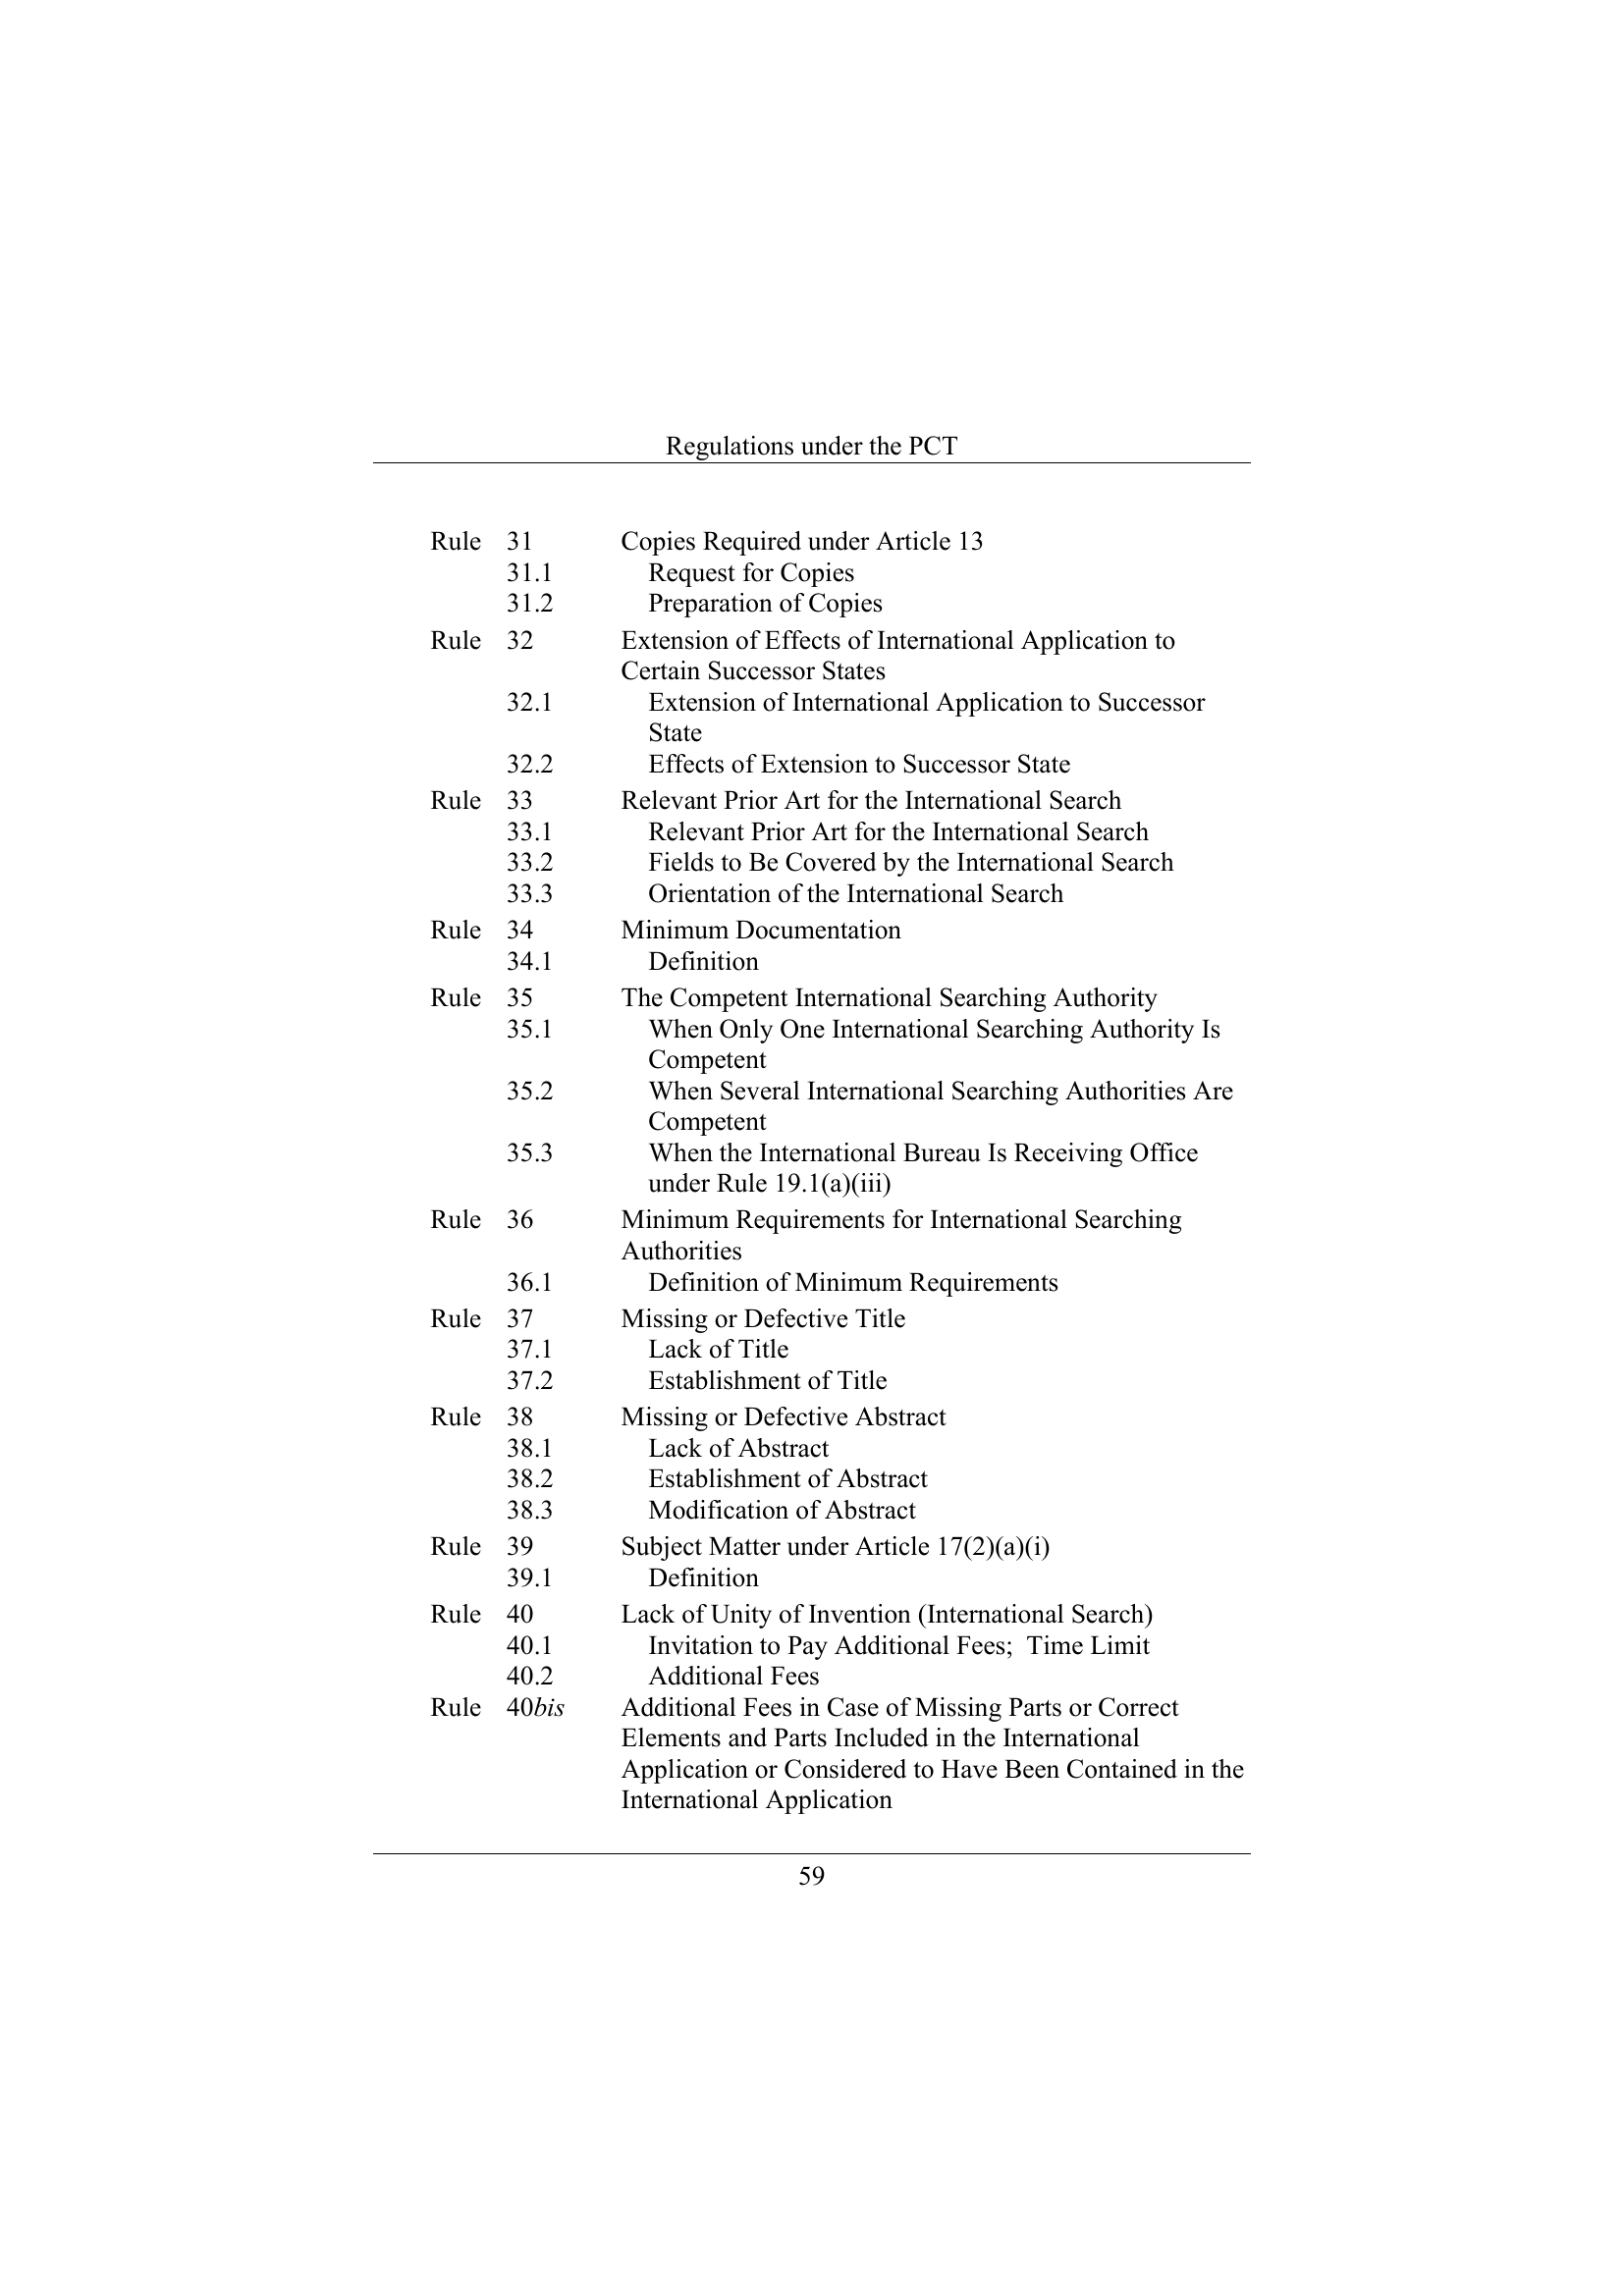 Regulations under the PCT
Rule 31 Copies Required under Article 13
31.1 Request for Copies
31.2 Preparation of Copies
Rule 32 Extension of Effects of International Application to
Certain Successor States
32.1 Extension of International Application to Successor
State
32.2 Effects of Extension to Successor State
Rule 33 Relevant Prior Art for the International Search
33.1 Relevant Prior Art for the International Search
33.2 Fields to Be Covered by the International Search
33.3 Orientation of the International Search
Rule 34 Minimum Documentation
34.1 Definition
Rule 35 The Competent International Searching Authority
35.1 When Only One International Searching Authority Is
Competent
35.2 When Several International Searching Authorities Are
Competent
35.3 When the International Bureau Is Receiving Office
under Rule 19.1(a)(iii)
Rule 36 Minimum Requirements for International Searching
Authorities
36.1 Definition of Minimum Requirements
Rule 37 Missing or Defective Title
37.1 Lack of Title
37.2 Establishment of Title
Rule 38 Missing or Defective Abstract
38.1 Lack of Abstract
38.2 Establishment of Abstract
38.3 Modification of Abstract
Rule 39 Subject Matter under Article 17(2)(a)(i)
39.1 Definition
Rule 40 Lack of Unity of Invention (International Search)
40.1 Invitation to Pay Additional Fees; Time Limit
40.2 Additional Fees
Rule 40bis Additional Fees in Case of Missing Parts or Correct
Elements and Parts Included in the International
Application or Considered to Have Been Contained in the
International Application
59